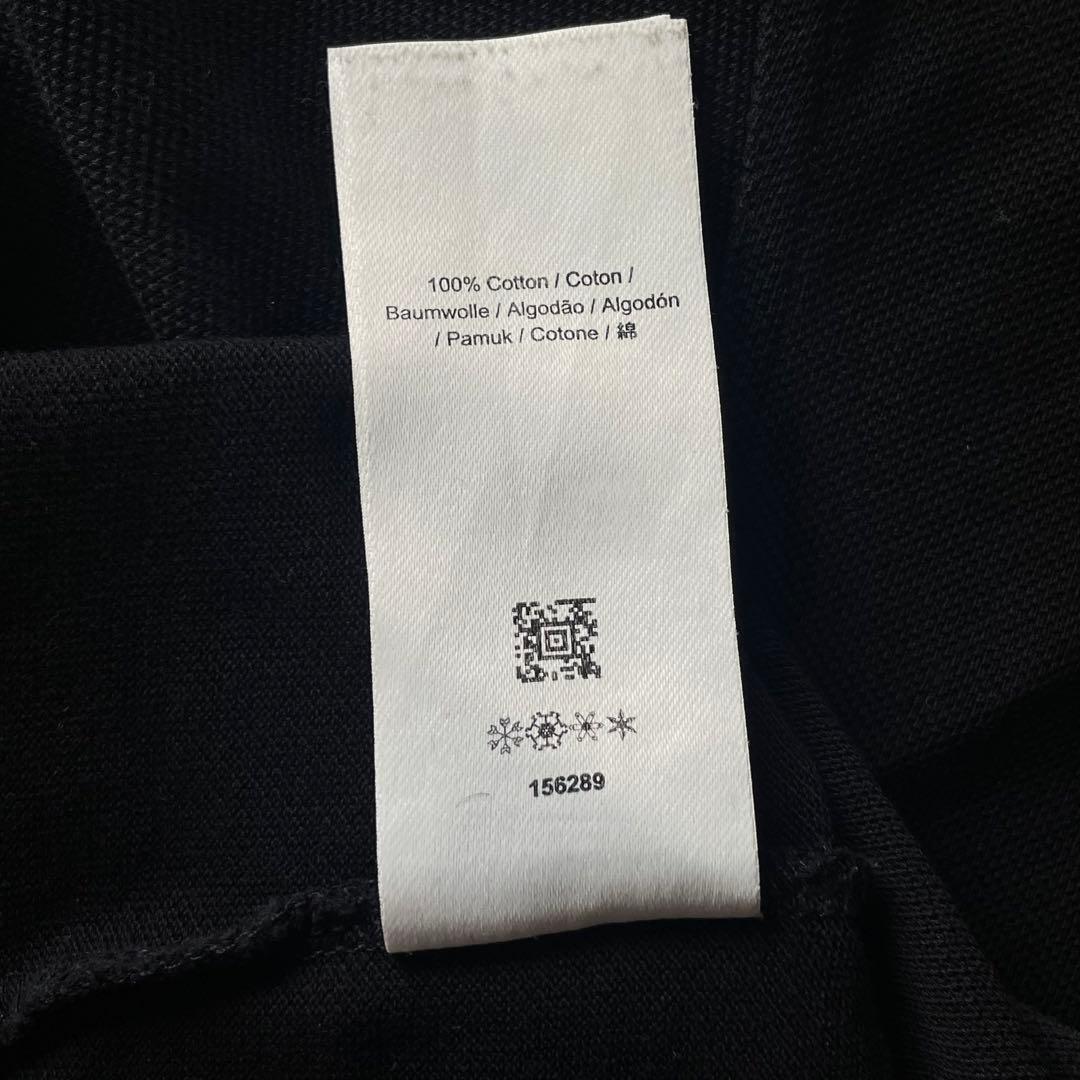 100% Cotton / Coton /
Baumwolle / Algodão / Algodón
/ Pamuk / Cotone / 綿
156289